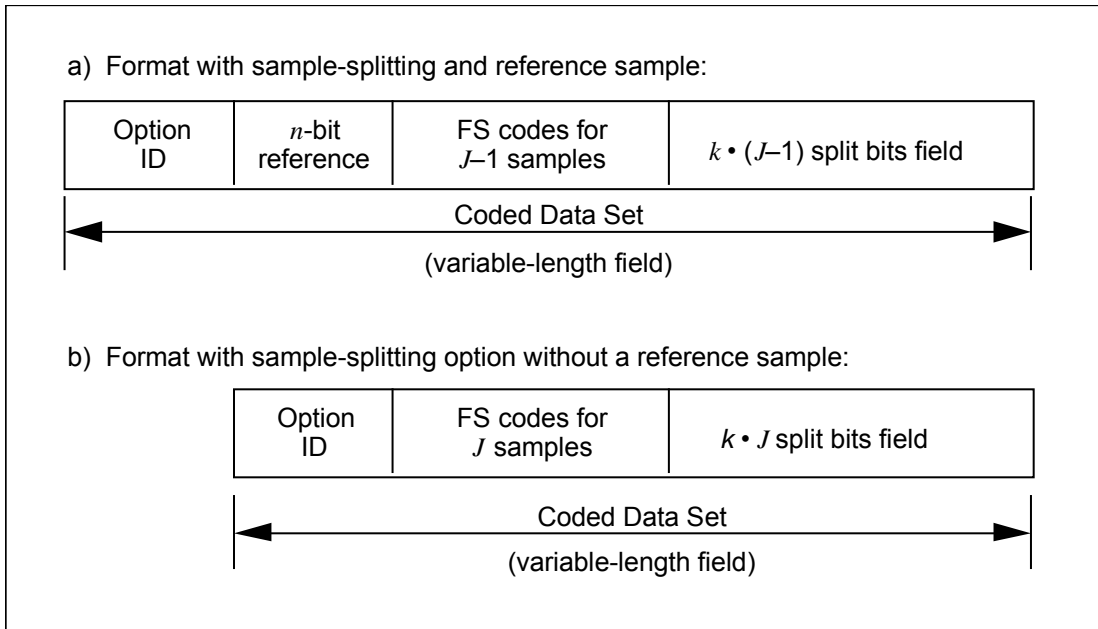 a) Format with sample-splitting and reference sample:
Option
ID
n-bit
reference
FS codes for
J–1 samples
k • (J–1) split bits field
Coded Data Set
(variable-length field)
b) Format with sample-splitting option without a reference sample:
Option
ID
FS codes for
J samples
k • J split bits field
Coded Data Set
(variable-length field)